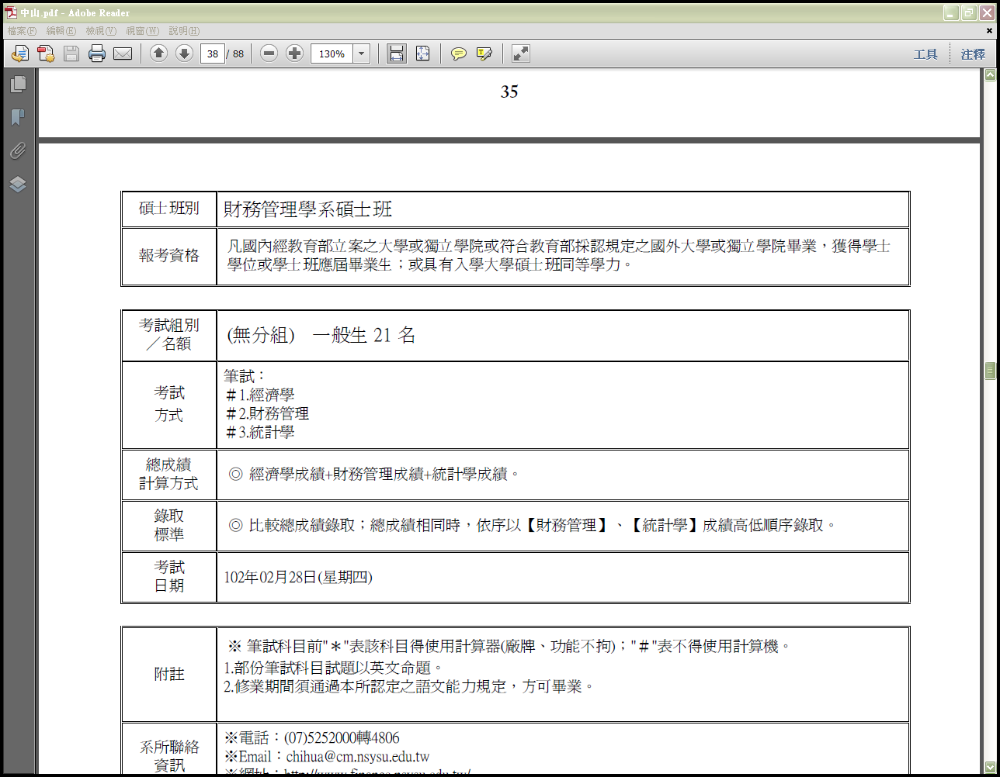 中山.pdf - Adobe Reader
檔案(F) 編輯(E) 檢視(V) 視窗(W) 說明(H)
38 / 88 130% 工具 注釋
35
碩士班別 財務管理學系碩士班
報考資格 凡國內經教育部立案之大學或獨立學院或符合教育部採認規定之國外大學或獨立學院畢業，獲得學士
學位或學士班應屆畢業生；或具有入學大學碩士班同等學力。
考試組別
／名額
(無分組) 一般生 21 名
考試
方式
筆試：
＃1.經濟學
＃2.財務管理
＃3.統計學
總成績
計算方式
◎ 經濟學成績+財務管理成績+統計學成績。
錄取
標準
◎ 比較總成績錄取；總成績相同時，依序以【財務管理】、【統計學】成績高低順序錄取。
考試
日期
102年02月28日(星期四)
附註
※ 筆試科目前"＊"表該科目得使用計算器(廠牌、功能不拘)；"＃"表不得使用計算機。
1.部份筆試科目試題以英文命題。
2.修業期間須通過本所認定之語文能力規定，方可畢業。
系所聯絡
資訊
※電話：(07)5252000轉4806
※Email：chihua@cm.nsysu.edu.tw
※網址：http://www.finance.nsysu.edu.tw/